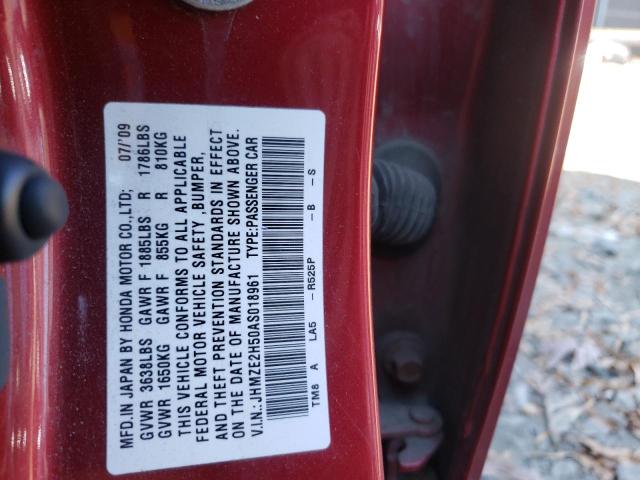 MFD.IN JAPAN BY HONDA MOTOR CO.,LTD; 07/'09
GVWR 3638LBS GAWR F 1885LBS R 1786LBS
GVWR 1650KG GAWR F 855KG R 810KG
THIS VEHICLE CONFORMS TO ALL APPLICABLE
FEDERAL MOTOR VEHICLE SAFETY ,BUMPER,
AND THEFT PREVENTION STANDARDS IN EFFECT
ON THE DATE OF MANUFACTURE SHOWN ABOVE.
V.I.N.: JHMZE2H50AS018961 TYPE:PASSENGER CAR
TM8 A LA5 -R525P -B -S